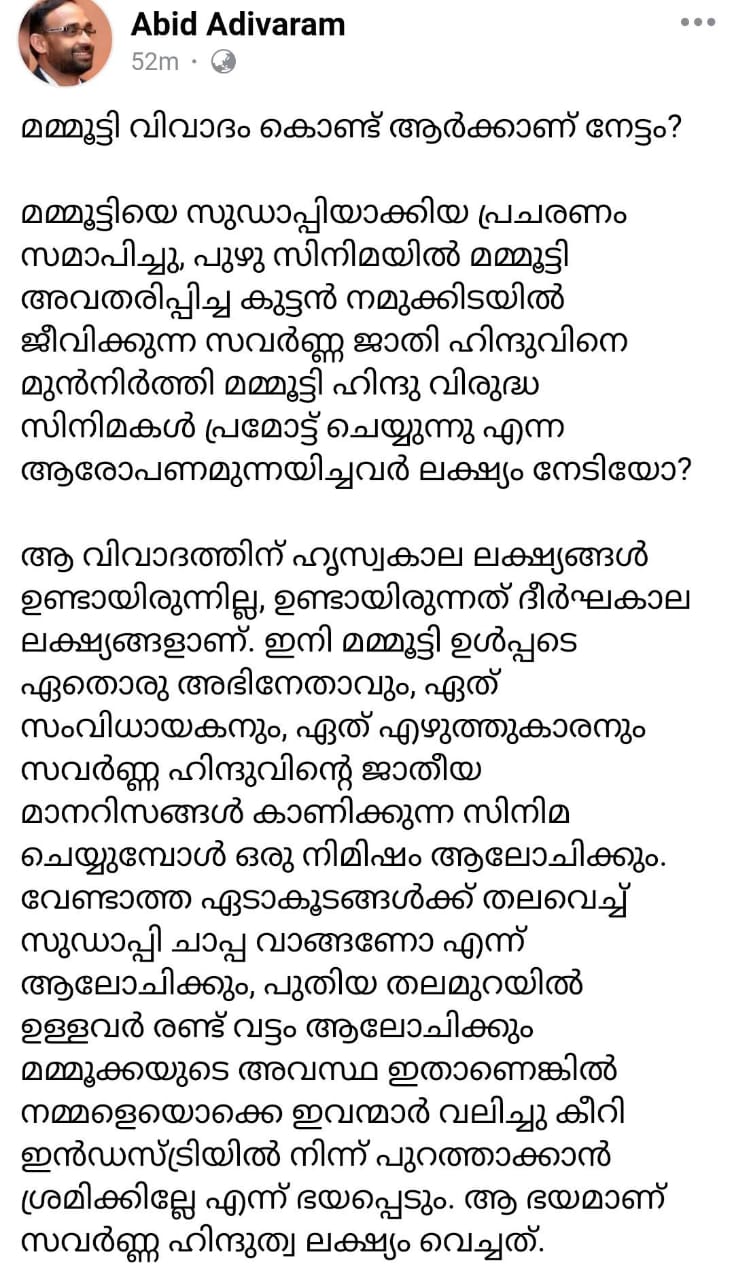 Abid Adivaram
52m
മമ്മൂട്ടി വിവാദം കൊണ്ട് ആർക്കാണ് നേട്ടം?
മമ്മൂട്ടിയെ സുഡാപ്പിയാക്കിയ പ്രചരണം
സമാപിച്ചു, പുഴു സിനിമയിൽ മമ്മൂട്ടി
അവതരിപ്പിച്ച കുട്ടൻ നമുക്കിടയിൽ
ജീവിക്കുന്ന സവർണ്ണ ജാതി ഹിന്ദുവിനെ
മുൻനിർത്തി മമ്മൂട്ടി ഹിന്ദു വിരുദ്ധ
സിനിമകൾ പ്രമോട്ട് ചെയ്യുന്നു എന്ന
ആരോപണമുന്നയിച്ചവർ ലക്ഷ്യം നേടിയോ?
ആ വിവാദത്തിന് ഹ്രസ്വകാല ലക്ഷ്യങ്ങൾ
ഉണ്ടായിരുന്നില്ല, ഉണ്ടായിരുന്നത് ദീർഘകാല
ലക്ഷ്യങ്ങളാണ്. ഇനി മമ്മൂട്ടി ഉൾപ്പടെ
ഏതൊരു അഭിനേതാവും, ഏത്
സംവിധായകനും, ഏത് എഴുത്തുകാരനും
സവർണ്ണ ഹിന്ദുവിന്റെ ജാതീയ
മാനറിസങ്ങൾ കാണിക്കുന്ന സിനിമ
ചെയ്യുമ്പോൾ ഒരു നിമിഷം ആലോചിക്കും.
വേണ്ടാത്ത ഏടാകൂടങ്ങൾക്ക് തലവെച്ച്
സുഡാപ്പി ചാപ്പ വാങ്ങണോ എന്ന്
ആലോചിക്കും, പുതിയ തലമുറയിൽ
ഉള്ളവർ രണ്ട് വട്ടം ആലോചിക്കും
മമ്മൂക്കയുടെ അവസ്ഥ ഇതാണെങ്കിൽ
നമ്മളെയൊക്കെ ഇവന്മാർ വലിച്ചു കീറി
ഇൻഡസ്ട്രിയിൽ നിന്ന് പുറത്താക്കാൻ
ശ്രമിക്കില്ലേ എന്ന് ഭയപ്പെടും. ആ ഭയമാണ്
സവർണ്ണ ഹിന്ദുത്വ ലക്ഷ്യം വെച്ചത്.